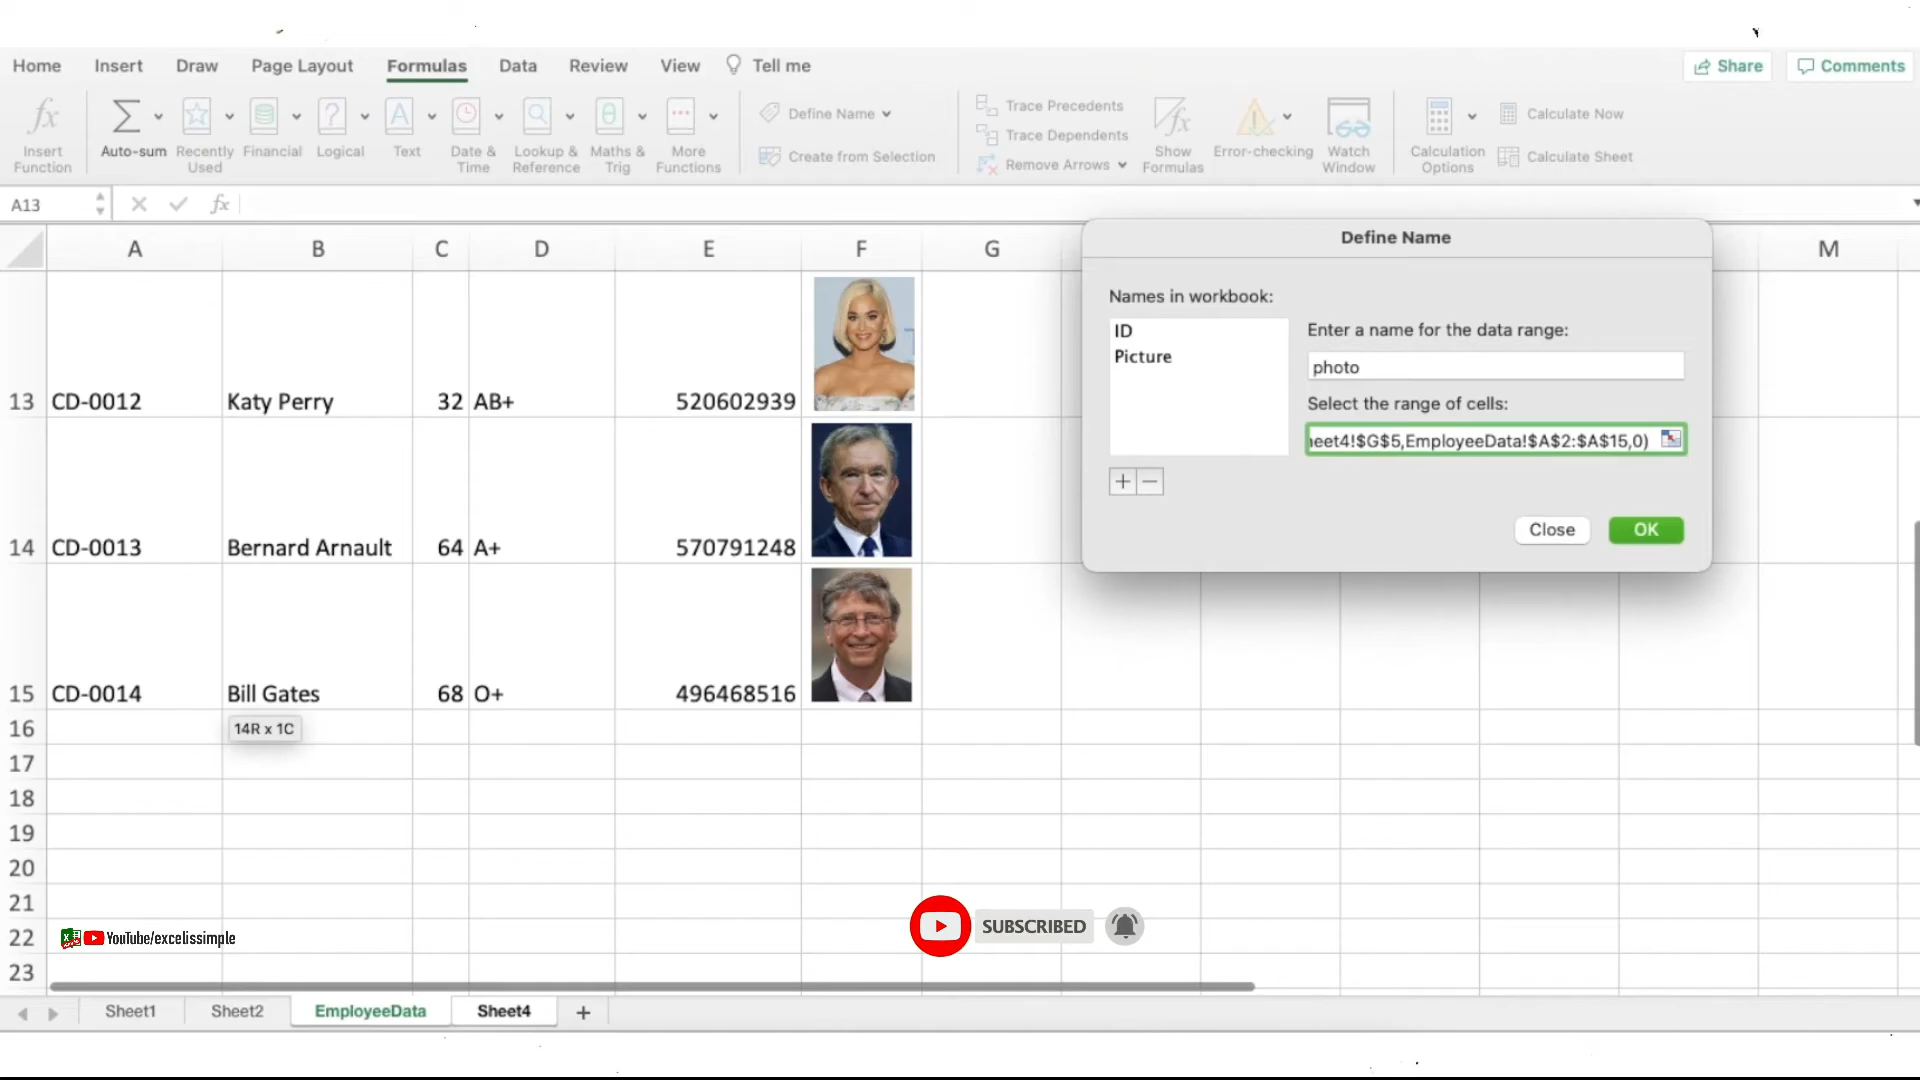 Home Insert Draw Page Layout Formulas Data Review View Tell me Share Comments
fx Insert Function
Auto-sum
Recently Used
Financial
Logical
Text
Date & Time
Lookup & Reference
Maths & Trig
More Functions
Define Name
Create from Selection
Trace Precedents
Trace Dependents
Remove Arrows
fx Show Formulas
Error-checking
Watch Window
Calculation Options
Calculate Now
Calculate Sheet
A13 fx
A B C D E F G M
13 CD-0012 Katy Perry 32 AB+ 520602939
14 CD-0013 Bernard Arnault 64 A+ 570791248
15 CD-0014 Bill Gates 68 O+ 496468516
16 14R x 1C
17
18
19
20
21
22
23
Define Name
Names in workbook:
ID
Picture
Enter a name for the data range:
photo
Select the range of cells:
eet4!$G$5,EmployeeData!$A$2:$A$15,0)
+ −
Close OK
YouTube/excelissimple
SUBSCRIBED
Sheet1 Sheet2 EmployeeData Sheet4 +